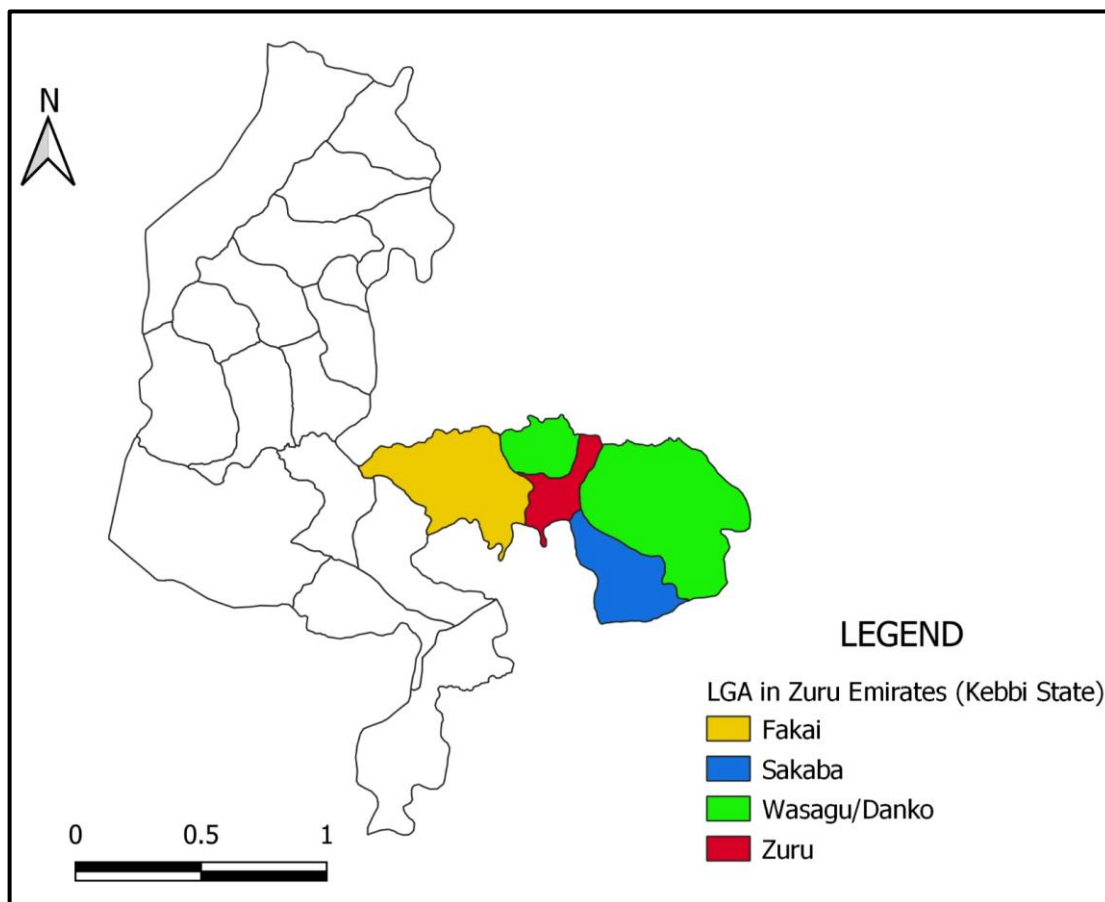 N
LEGEND
LGA in Zuru Emirates (Kebbi State)
Fakai
Sakaba
Wasagu/Danko
Zuru
0 0.5 1